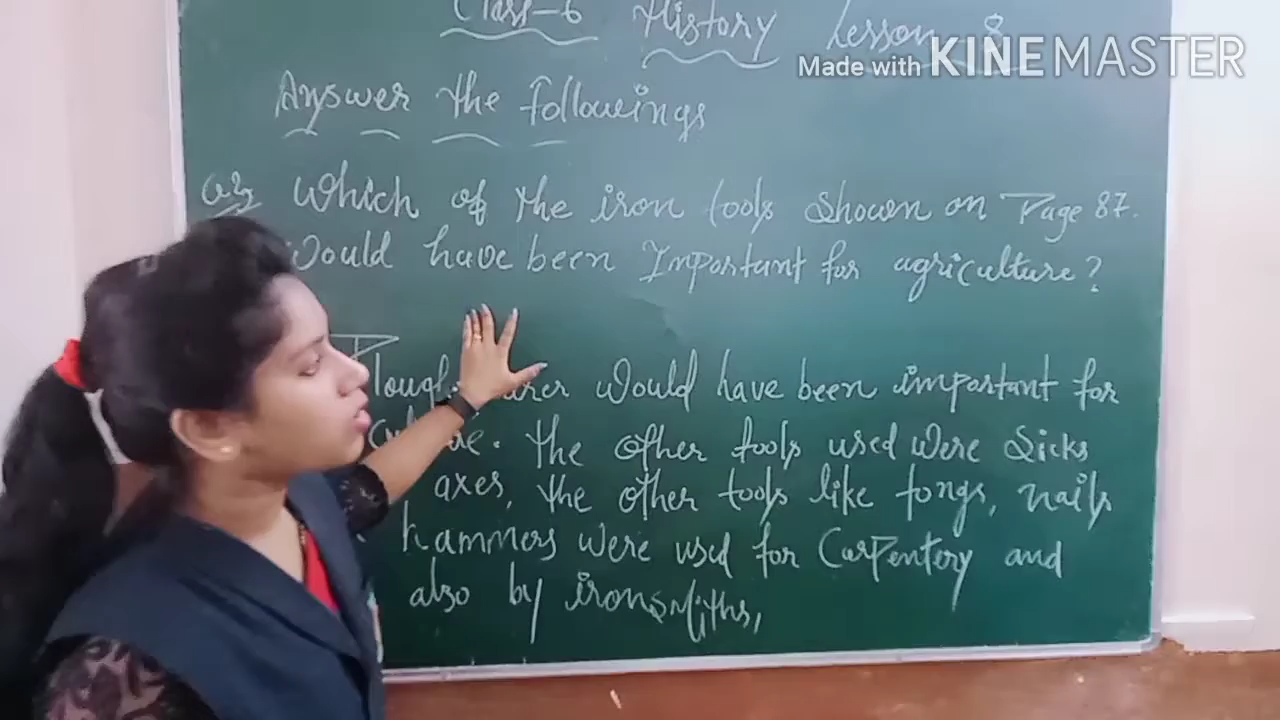 Class-6 History Lesson 8
Made with KINEMASTER
Answer the followings
Which of the iron tools shown on Page 87.
would have been Important for agriculture?
would have been important for
The other tools used were Sicks
axes, the other tools like tongs, nails
hammers were used for Carpentery and
also by ironsmiths,